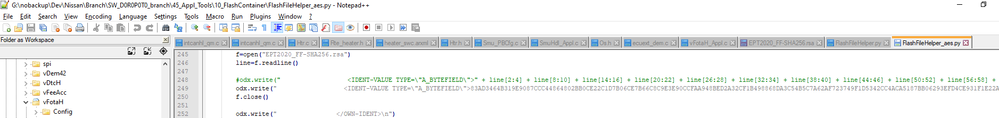 G:\nobackup\Dev\Nissan\Branch\SW_D0R0P0T0_branch\45_Appl_Tools\10_FlashContainer\FlashFileHelper_aes.py - Notepad++
File Edit Search View Encoding Language Settings Tools Macro Run Plugins Window ?
Folder as Workspace
intcanhl_qm.c intcanhl_qm.c Htr.c Rte_heater.h heater_swc.arxml Htr.h Smu_PBCfg.c SmuHdl_Appl.c Os.h ecuext_dem.c vFotaH_Appl.c EPT2020_FF-SHA256.rsa FlashFileHelper.py FlashFileHelper_aes.py
spi
vDem42
vDtcH
vFeeAcc
vFotaH
Config
245 f=open("EPT2020_FF-SHA256.rsa")
246 line=f.readline()
247
248 #odx.write(" <IDENT-VALUE TYPE=\"A_BYTEFIELD\">" + line[2:4] + line[8:10] + line[14:16] + line[20:22] + line[26:28] + line[32:34] + line[38:40] + line[44:46] + line[50:52] + line[56:58] +
249 odx.write(" <IDENT-VALUE TYPE=\"A_BYTEFIELD\">83AD3464B319E9087CCC44864802BB0CE22C1D7B06CE7B66C8C9E3E90CCFAA948BED2A32CF1B498868DA3C54B5C7A62AF723749F1D5342CC4ACA5187BB06293EFD4CE931F1E22A
250 f.close()
251
252 odx.write(" </OWN-IDENT>\n")